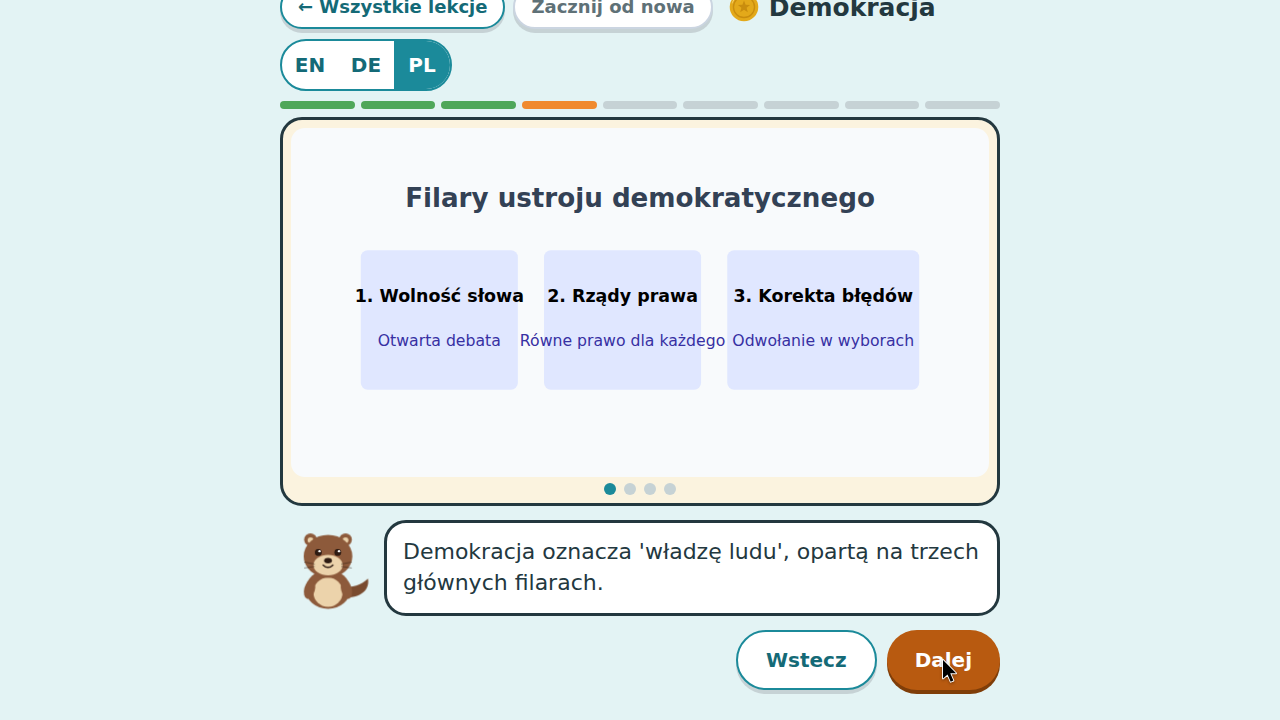 ← Wszystkie lekcje
Zacznij od nowa
Demokracja
EN DE PL
Filary ustroju demokratycznego
1. Wolność słowa
Otwarta debata
2. Rządy prawa
Równe prawo dla każdego
3. Korekta błędów
Odwołanie w wyborach
Demokracja oznacza 'władzę ludu', opartą na trzech
głównych filarach.
Wstecz
Dalej